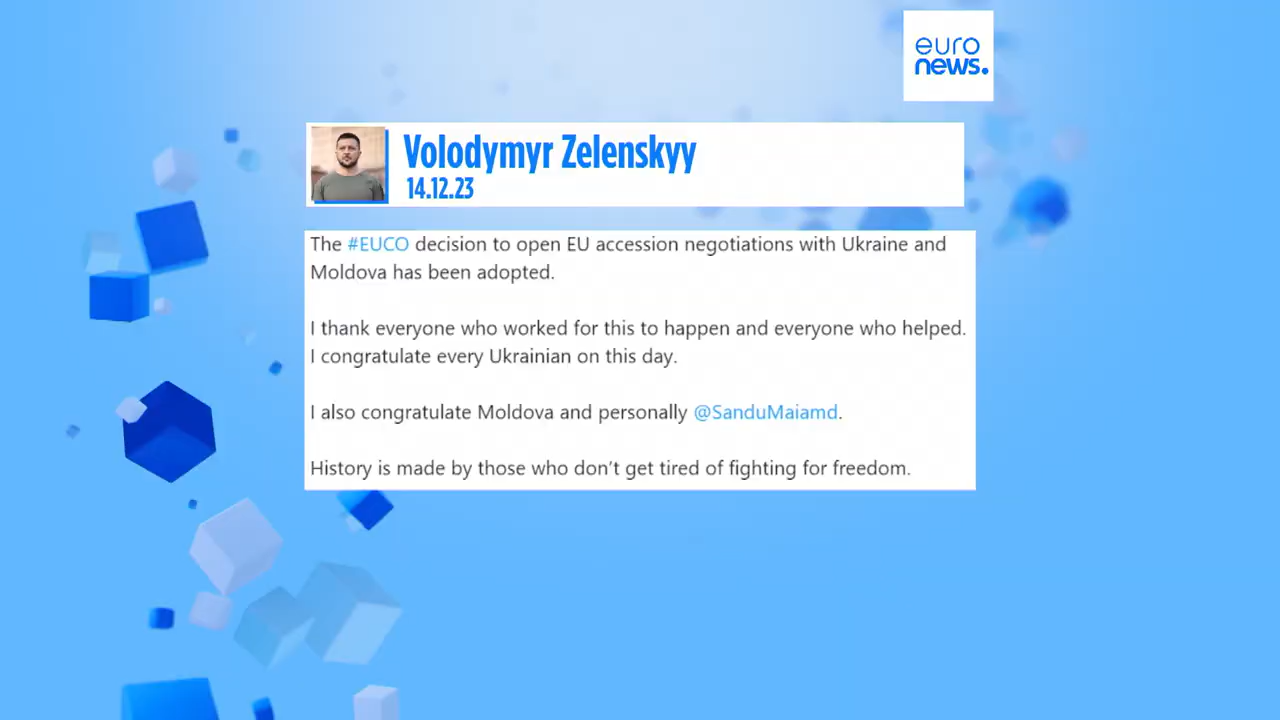 euro
news.
Volodymyr Zelenskyy
14.12.23
The #EUCO decision to open EU accession negotiations with Ukraine and
Moldova has been adopted.
I thank everyone who worked for this to happen and everyone who helped.
I congratulate every Ukrainian on this day.
I also congratulate Moldova and personally @SanduMaiamd.
History is made by those who don’t get tired of fighting for freedom.